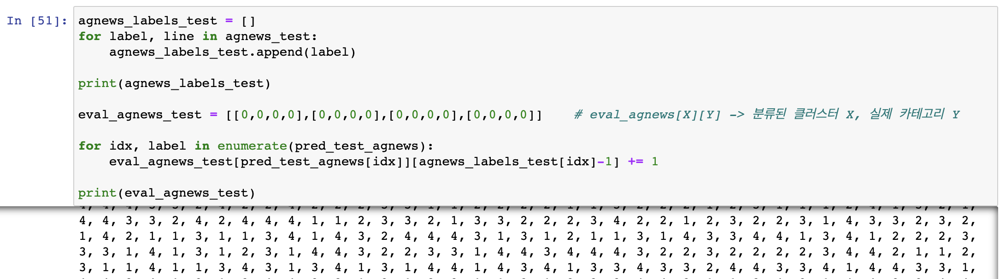 In [51]:
agnews_labels_test = []
for label, line in agnews_test:
    agnews_labels_test.append(label)
print(agnews_labels_test)
eval_agnews_test = [[0,0,0,0],[0,0,0,0],[0,0,0,0],[0,0,0,0]]    # eval_agnews[X][Y] -> 분류된 클러스터 X, 실제 카테고리 Y
for idx, label in enumerate(pred_test_agnews):
    eval_agnews_test[pred_test_agnews[idx]][agnews_labels_test[idx]-1] += 1
print(eval_agnews_test)
4, 4, 3, 3, 2, 4, 2, 4, 4, 4, 1, 1, 2, 3, 3, 2, 1, 3, 3, 2, 2, 2, 3, 4, 2, 2, 1, 2, 3, 2, 2, 3, 1, 4, 3, 3, 2, 3, 2,
1, 4, 2, 1, 1, 3, 1, 1, 3, 4, 1, 4, 3, 2, 4, 4, 4, 3, 1, 3, 1, 2, 1, 1, 3, 1, 4, 3, 3, 4, 4, 1, 3, 4, 1, 2, 2, 2, 3,
3, 3, 1, 4, 1, 3, 1, 2, 3, 1, 4, 4, 3, 2, 2, 3, 3, 1, 4, 4, 3, 4, 4, 4, 3, 2, 2, 3, 2, 2, 2, 2, 3, 4, 4, 2, 1, 1, 2,
3, 1, 1, 4, 1, 1, 3, 4, 3, 1, 3, 4, 1, 3, 1, 4, 4, 1, 4, 3, 4, 1, 3, 3, 4, 3, 3, 2, 4, 4, 3, 3, 4, 1, 4, 4, 3, 3, 1,